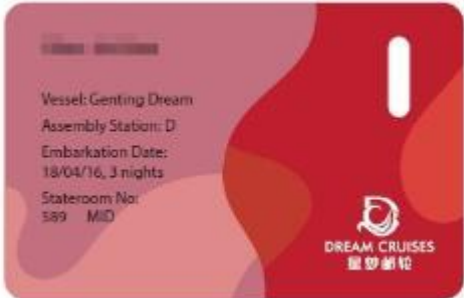 Vessel: Genting Dream
Assembly Station: D
Embarkation Date:
18/04/16, 3 nights
Stateroom No:
589 MID
DREAM CRUISES
星梦邮轮